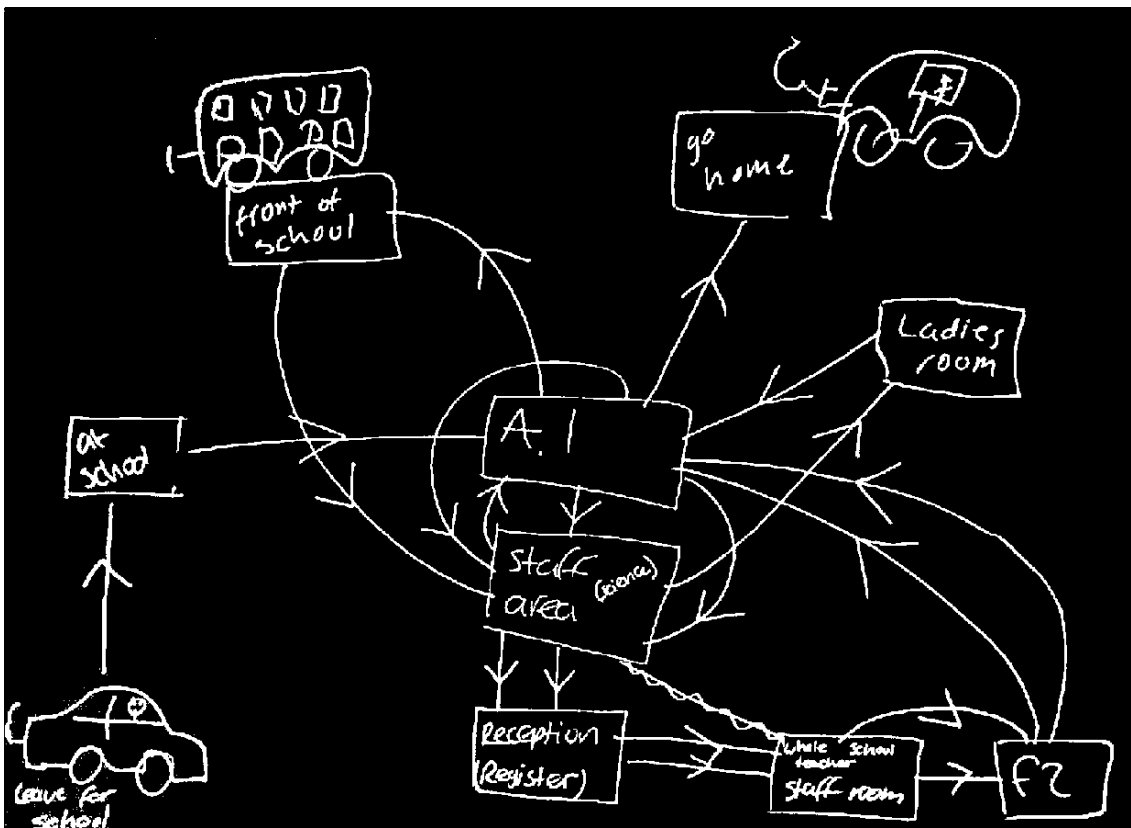 go
home
front of
school
Ladies
room
A.1
at
school
Staff
(science)
area
Reception
(Register)
whole school
teacher
staff room
F2
Leave for
school